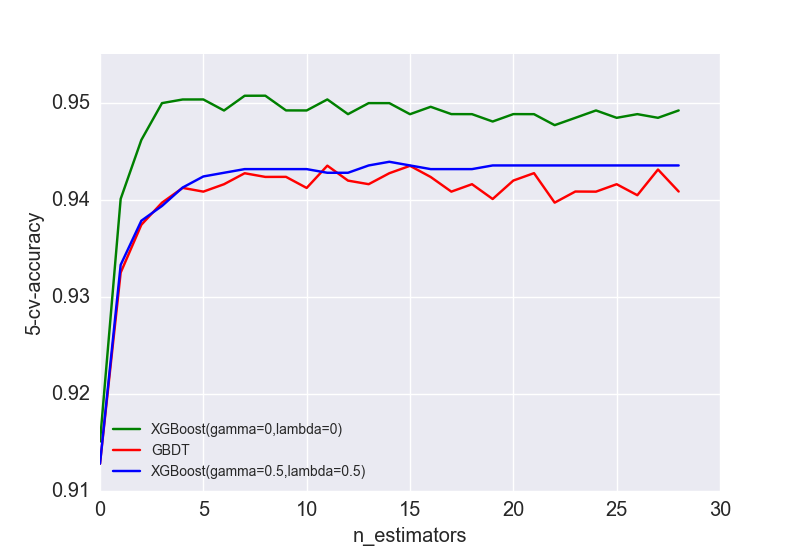 0.95
0.94
0.93
0.92
0.91
5-cv-accuracy
XGBoost(gamma=0,lambda=0)
GBDT
XGBoost(gamma=0.5,lambda=0.5)
0 5 10 15 20 25 30
n_estimators